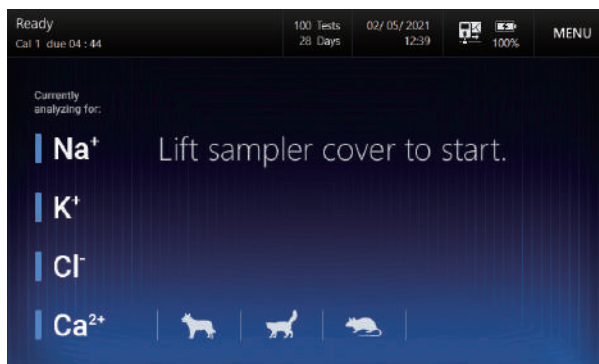 Ready
Cal 1 due 04 : 44
100 Tests
28 Days
02/ 05/ 2021
12:39
100%
MENU
Currently
analyzing for:
Na⁺
Lift sampler cover to start.
K⁺
Cl⁻
Ca²⁺